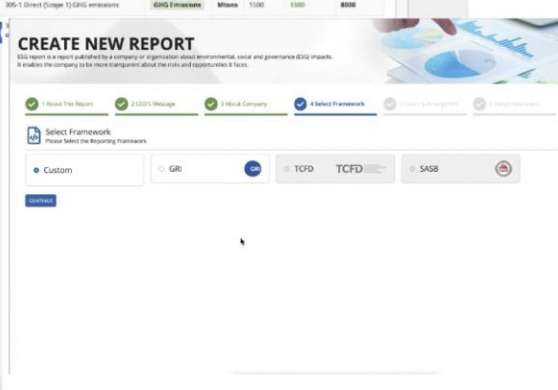 305-1 Direct (Scope 1) GHG emissions GHG Emissions Mtons 1500 1500 8000
CREATE NEW REPORT
ESG report is a report published by a company or organisation about environmental, social and governance (ESG) impacts.
It enables the company to be more transparent about the risks and opportunities it faces.
1 About This Report 2 CEO'S Message 3 About Company 4 Select Framework
Select Framework
Please Select the Reporting Framework
Custom GRI GRI TCFD TCFD SASB
CONTINUE